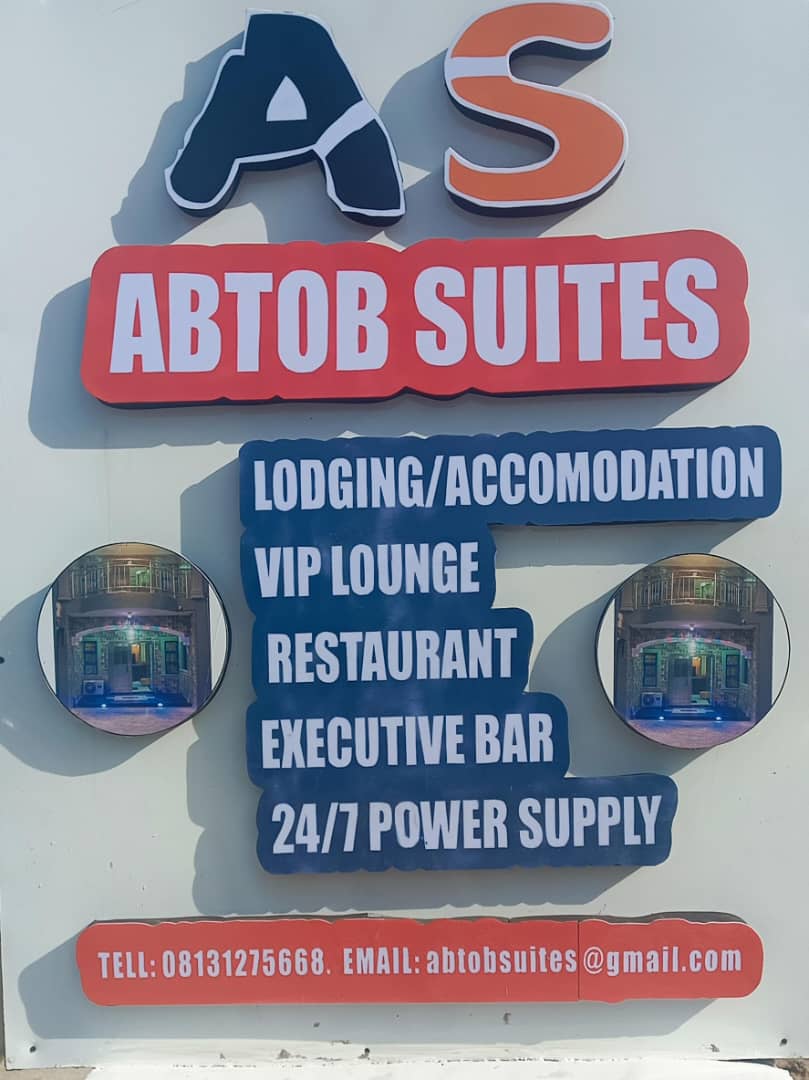 AS
ABTOB SUITES
LODGING/ACCOMODATION
VIP LOUNGE
RESTAURANT
EXECUTIVE BAR
24/7 POWER SUPPLY
TELL: 08131275668. EMAIL: abtobsuites@gmail.com